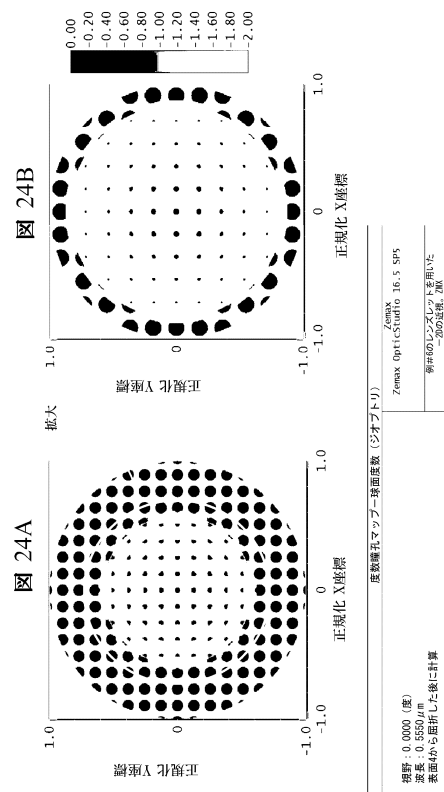 図 24A
1.0
0
-1.0
-1.0
0
1.0
正規化 Y座標
正規化 X座標
拡大
図 24B
1.0
0
-1.0
-1.0
0
1.0
正規化 Y座標
正規化 X座標
0.00
-0.20
-0.40
-0.60
-0.80
-1.00
-1.20
-1.40
-1.60
-1.80
-2.00
度数瞳孔マップ－球面度数（ジオプトリ）
視野：0.0000（度）
波長：0.5550μm
表面4から屈折した後に計算
Zemax
Zemax OpticStudio 16.5 SP5
例#6のレンズレットを用いた
－2Dの近視。ZMX